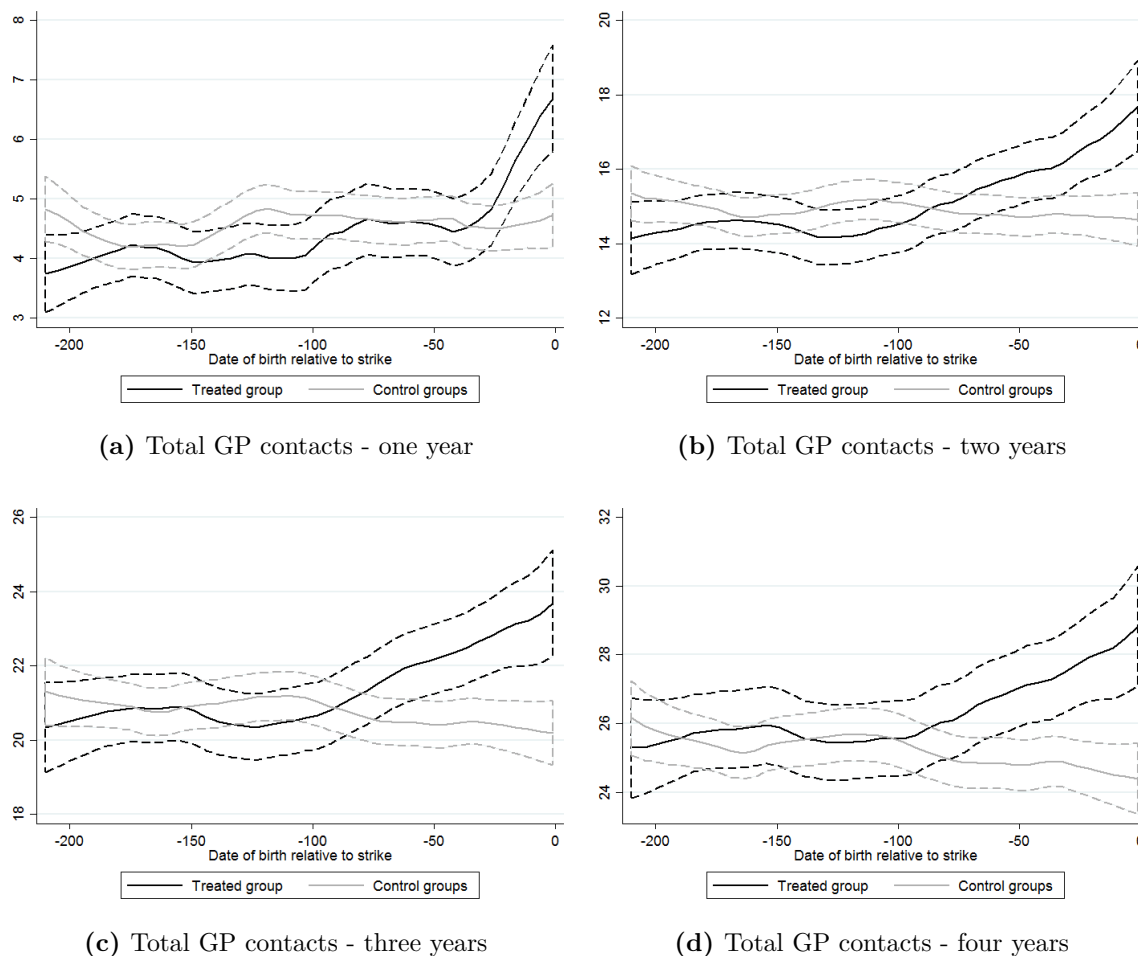 8
7
6
5
4
3
-200
-150
-100
-50
0
Date of birth relative to strike
Treated group
Control groups
(a) Total GP contacts - one year
20
18
16
14
12
-200
-150
-100
-50
0
Date of birth relative to strike
Treated group
Control groups
(b) Total GP contacts - two years
26
24
22
20
18
-200
-150
-100
-50
0
Date of birth relative to strike
Treated group
Control groups
(c) Total GP contacts - three years
32
30
28
26
24
-200
-150
-100
-50
0
Date of birth relative to strike
Treated group
Control groups
(d) Total GP contacts - four years